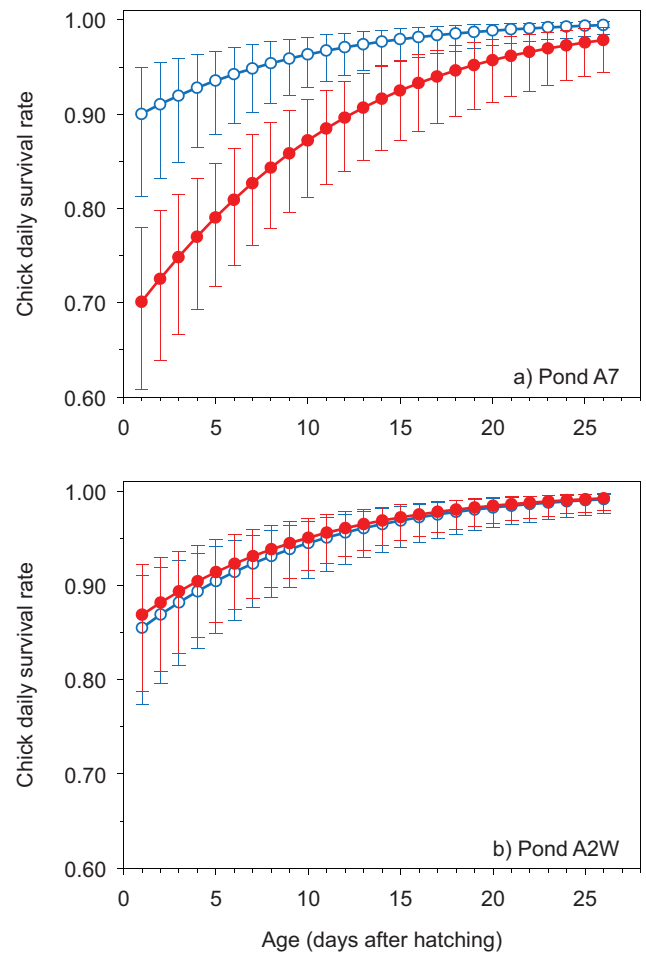 Chick daily survival rate
1.00
0.90
0.80
0.70
0.60
a) Pond A7
0 5 10 15 20 25
Chick daily survival rate
1.00
0.90
0.80
0.70
0.60
b) Pond A2W
0 5 10 15 20 25
Age (days after hatching)